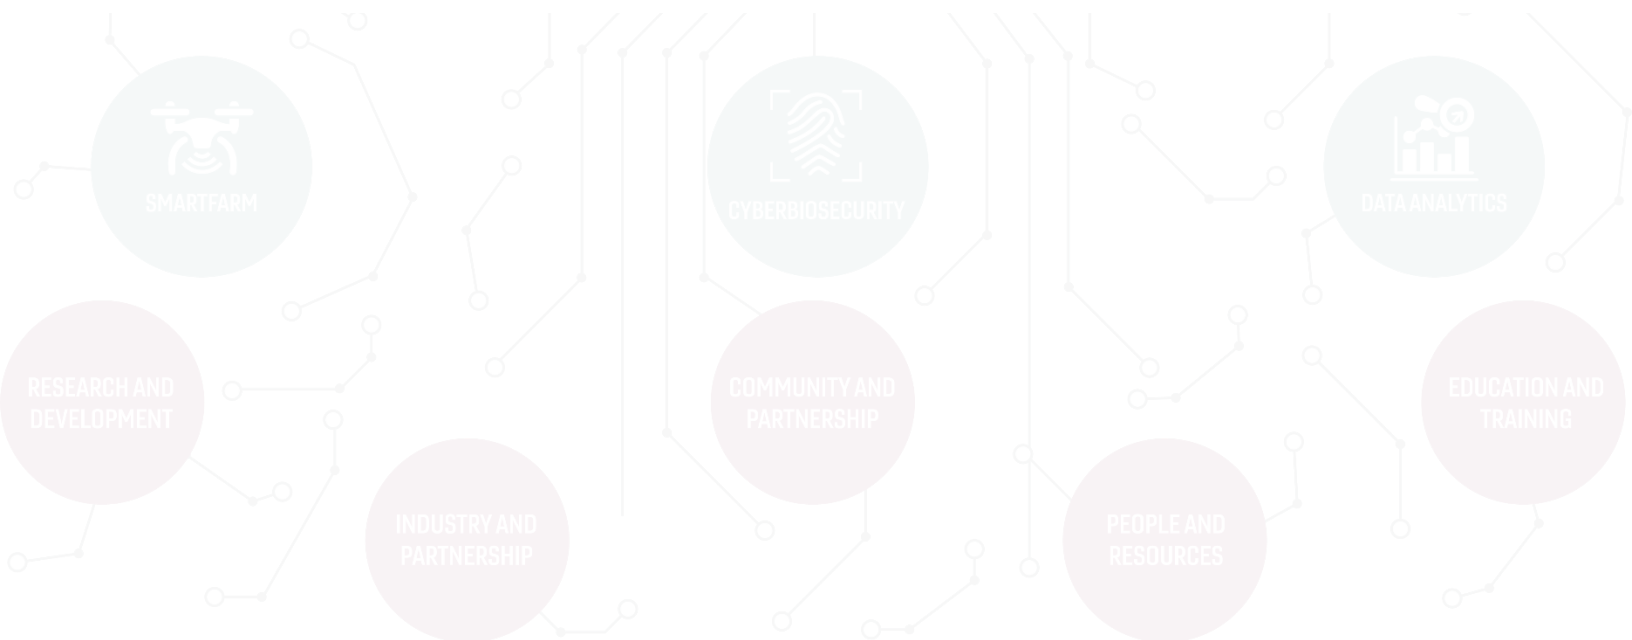 SMARTFARM
CYBERBIOSECURITY
DATA ANALYTICS
RESEARCH AND
DEVELOPMENT
COMMUNITY AND
PARTNERSHIP
EDUCATION AND
TRAINING
INDUSTRY AND
PARTNERSHIP
PEOPLE AND
RESOURCES